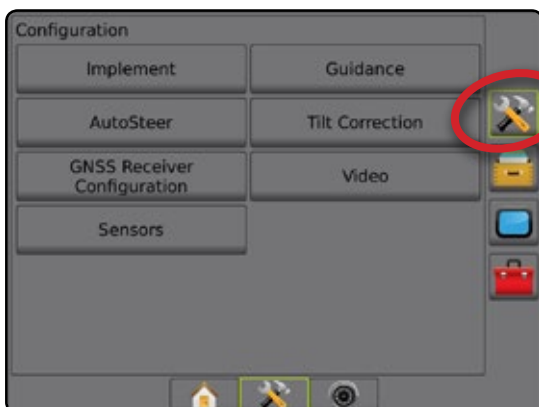 Configuration
Implement
Guidance
AutoSteer
Tilt Correction
GNSS Receiver
Configuration
Video
Sensors